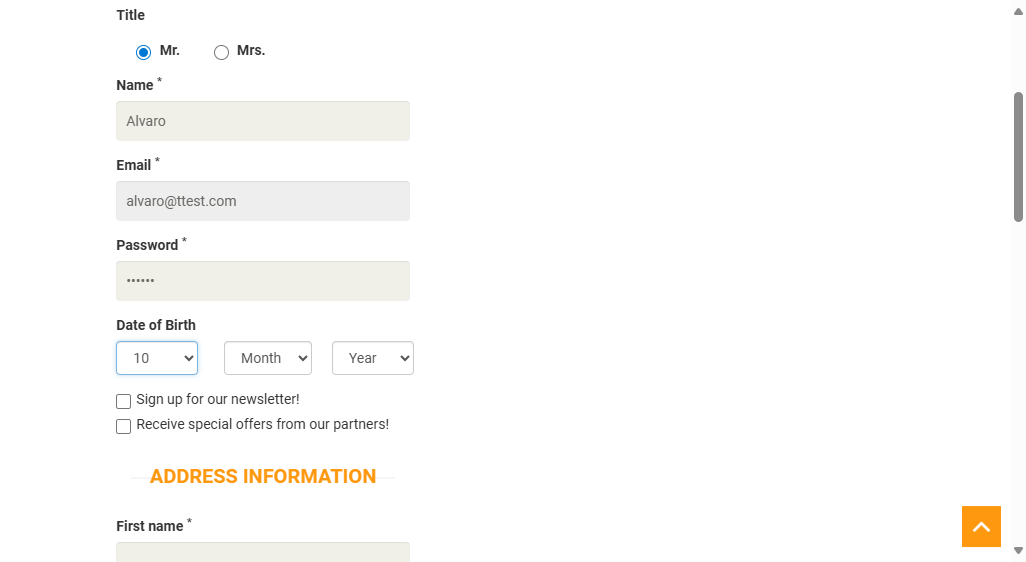 Title
Mr. Mrs.
Name *
Alvaro
Email *
alvaro@ttest.com
Password *
••••••
Date of Birth
10 Month Year
Sign up for our newsletter!
Receive special offers from our partners!
ADDRESS INFORMATION
First name *